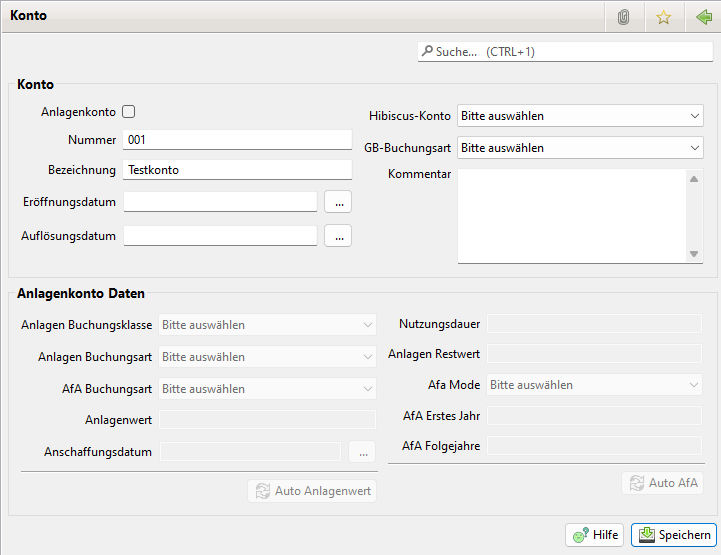 Konto
Suche... (CTRL+1)
Konto
Anlagenkonto
Nummer 001
Bezeichnung Testkonto
Eröffnungsdatum ...
Auflösungsdatum ...
Hibiscus-Konto Bitte auswählen
GB-Buchungsart Bitte auswählen
Kommentar
Anlagenkonto Daten
Anlagen Buchungsklasse Bitte auswählen
Anlagen Buchungsart Bitte auswählen
AfA Buchungsart Bitte auswählen
Anlagenwert
Anschaffungsdatum ...
Auto Anlagenwert
Nutzungsdauer
Anlagen Restwert
Afa Mode Bitte auswählen
AfA Erstes Jahr
AfA Folgejahre
Auto AfA
Hilfe
Speichern